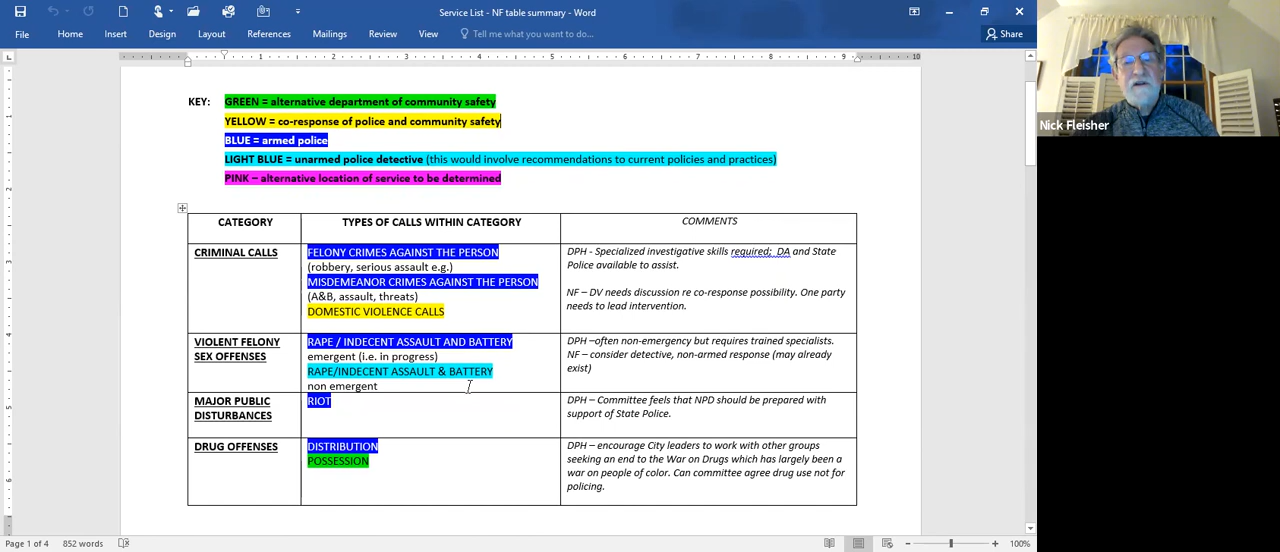 Service List - NF table summary - Word
File Home Insert Design Layout References Mailings Review View Tell me what you want to do... Share
1 2 3 4 5 6 7 8 9 10
KEY: GREEN = alternative department of community safety
YELLOW = co-response of police and community safety
BLUE = armed police
LIGHT BLUE = unarmed police detective (this would involve recommendations to current policies and practices)
PINK – alternative location of service to be determined
CATEGORY TYPES OF CALLS WITHIN CATEGORY COMMENTS
CRIMINAL CALLS
FELONY CRIMES AGAINST THE PERSON
(robbery, serious assault e.g.)
MISDEMEANOR CRIMES AGAINST THE PERSON
(A&B, assault, threats)
DOMESTIC VIOLENCE CALLS
DPH - Specialized investigative skills required; DA and State
Police available to assist.
NF – DV needs discussion re co-response possibility. One party
needs to lead intervention.
VIOLENT FELONY
SEX OFFENSES
RAPE / INDECENT ASSAULT AND BATTERY
emergent (i.e. in progress)
RAPE/INDECENT ASSAULT & BATTERY
non emergent
DPH –often non-emergency but requires trained specialists.
NF – consider detective, non-armed response (may already
exist)
MAJOR PUBLIC
DISTURBANCES
RIOT
DPH – Committee feels that NPD should be prepared with
support of State Police.
DRUG OFFENSES
DISTRIBUTION
POSSESSION
DPH – encourage City leaders to work with other groups
seeking an end to the War on Drugs which has largely been a
war on people of color. Can committee agree drug use not for
policing.
Page 1 of 4 852 words 100%
Nick Fleisher